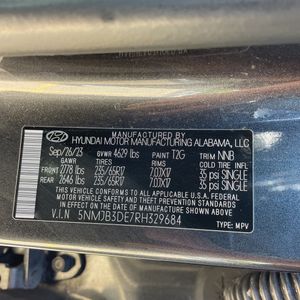 MANUFACTURED BY
HYUNDAI MOTOR MANUFACTURING ALABAMA, LLC
Sep/26/23 GVWR 4629 lbs PAINT T2G TRIM NNB
GAWR TIRES RIMS COLD TIRE PRESS.
FRONT 2778 lbs 235/65R17 7.0JX17 35 psi SINGLE
REAR 2646 lbs 235/65R17 7.0JX17 35 psi SINGLE
THIS VEHICLE CONFORMS TO ALL APPLICABLE U.S. FEDERAL
MOTOR VEHICLE SAFETY AND THEFT PREVENTION STANDARDS
IN EFFECT ON THE DATE OF MANUFACTURE SHOWN ABOVE.
V.I.N 5NMJB3DE7RH329684 TYPE: MPV